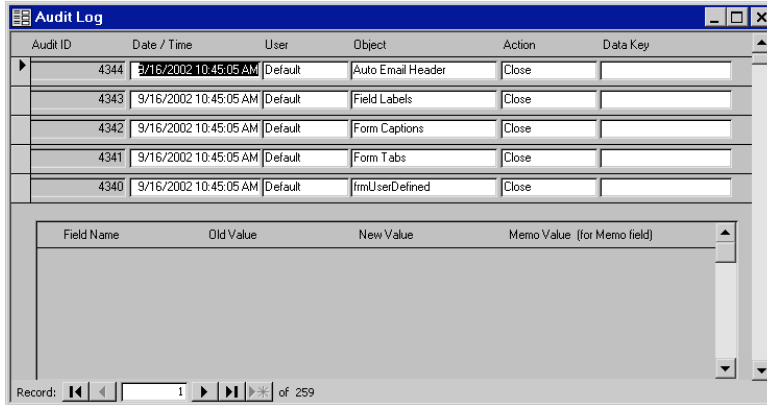 Audit Log
Audit ID Date / Time User Object Action Data Key
4344 9/16/2002 10:45:05 AM Default Auto Email Header Close
4343 9/16/2002 10:45:05 AM Default Field Labels Close
4342 9/16/2002 10:45:05 AM Default Form Captions Close
4341 9/16/2002 10:45:05 AM Default Form Tabs Close
4340 9/16/2002 10:45:05 AM Default frmUserDefined Close
Field Name Old Value New Value Memo Value (for Memo field)
Record: 1 of 259